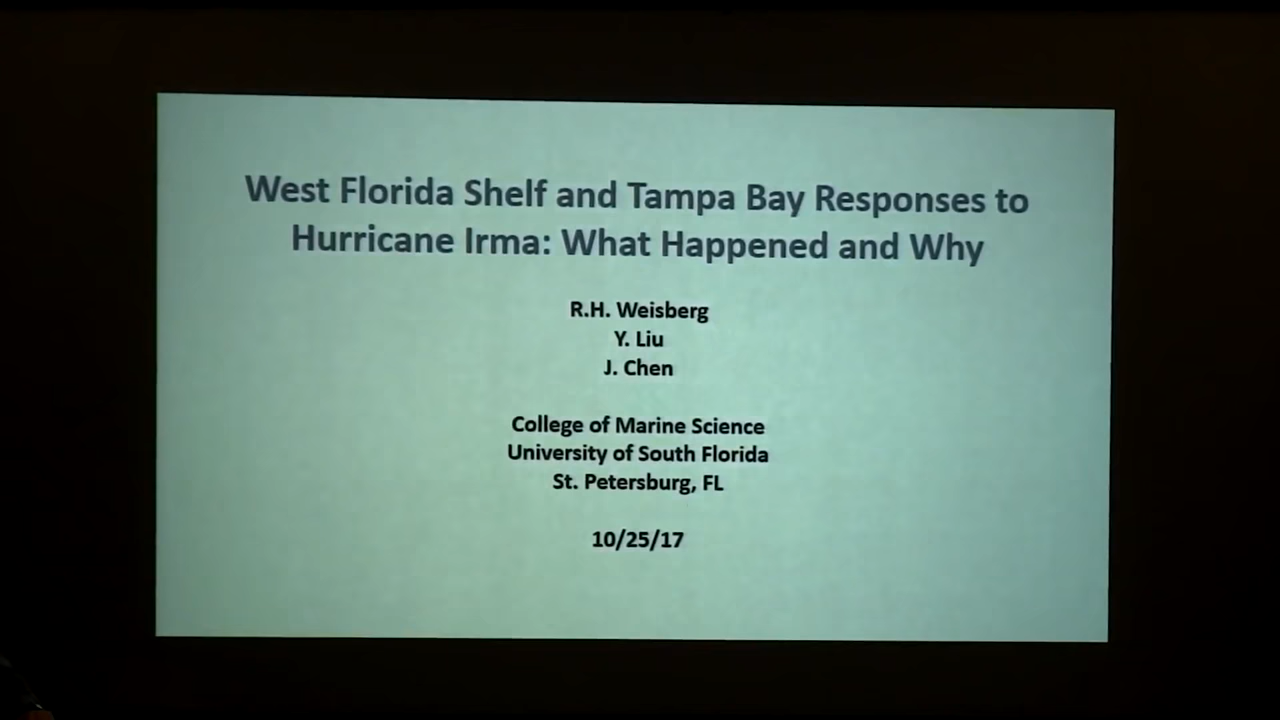 West Florida Shelf and Tampa Bay Responses to
Hurricane Irma: What Happened and Why
R.H. Weisberg
Y. Liu
J. Chen
College of Marine Science
University of South Florida
St. Petersburg, FL
10/25/17